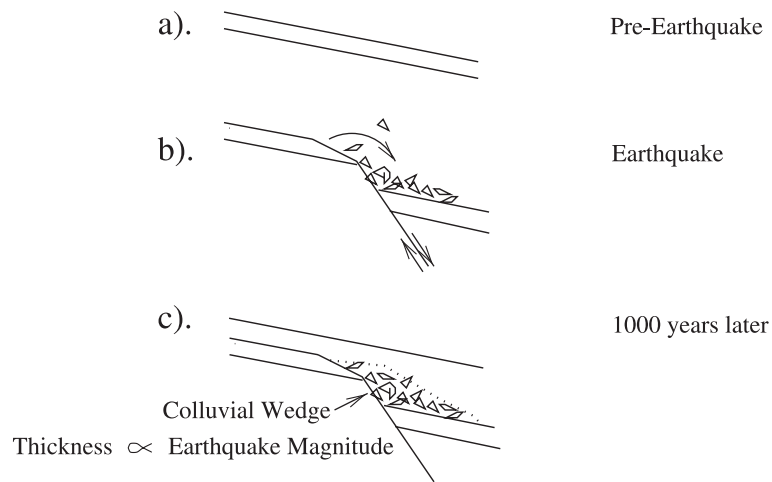 a). Pre-Earthquake
b). Earthquake
c). 1000 years later
Colluvial Wedge
Thickness ∝ Earthquake Magnitude